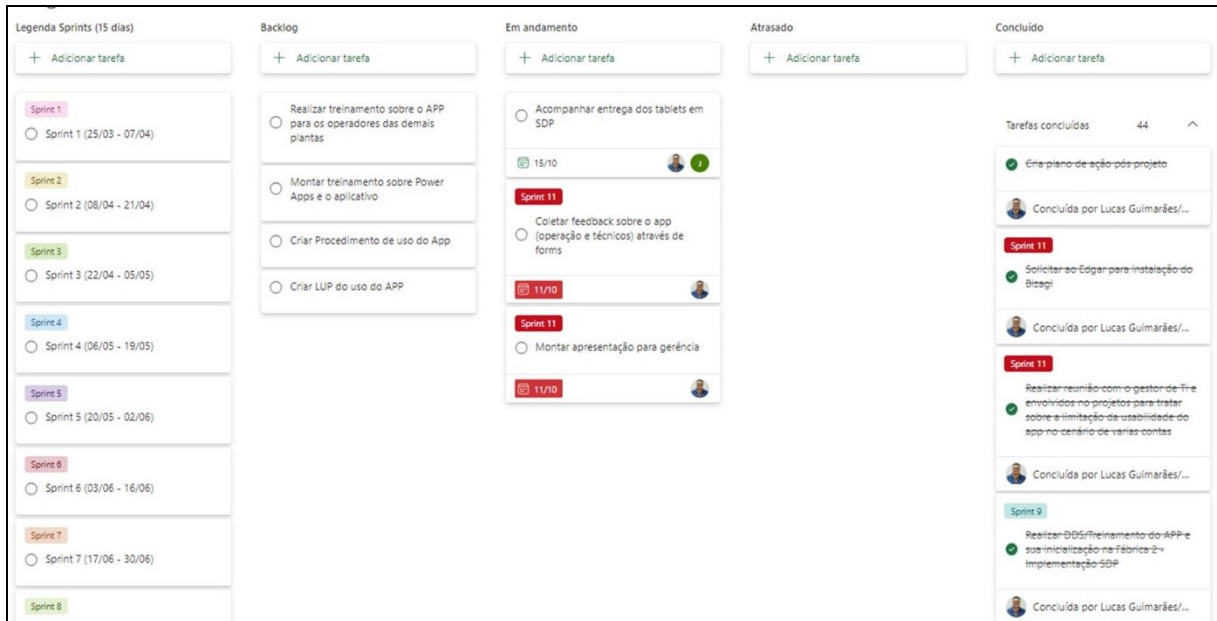 Legenda Sprints (15 dias)
+ Adicionar tarefa
Sprint 1
Sprint 1 (25/03 - 07/04)
Sprint 2
Sprint 2 (08/04 - 21/04)
Sprint 3
Sprint 3 (22/04 - 05/05)
Sprint 4
Sprint 4 (06/05 - 19/05)
Sprint 5
Sprint 5 (20/05 - 02/06)
Sprint 6
Sprint 6 (03/06 - 16/06)
Sprint 7
Sprint 7 (17/06 - 30/06)
Sprint 8
Backlog
+ Adicionar tarefa
Realizar treinamento sobre o APP
para os operadores das demais
plantas
Montar treinamento sobre Power
Apps e o aplicativo
Criar Procedimento de uso do App
Criar LUP do uso do APP
Em andamento
+ Adicionar tarefa
Acompanhar entrega dos tablets em
SDP
15/10
J
Sprint 11
Coletar feedback sobre o app
(operação e técnicos) através de
forms
11/10
Sprint 11
Montar apresentação para gerência
11/10
Atrasado
+ Adicionar tarefa
Concluído
+ Adicionar tarefa
Tarefas concluídas 44
Cria plano de ação pós projeto
Concluída por Lucas Guimarães/...
Sprint 11
Solicitar ao Edgar para instalação do
Bizagi
Concluída por Lucas Guimarães/...
Sprint 11
Realizar reunião com o gestor de TI e
envolvidos no projetos para tratar
sobre a limitação da usabilidade do
app no cenário de varias contas
Concluída por Lucas Guimarães/...
Sprint 9
Realizar DDS/Treinamento do APP e
sua inicialização na Fábrica 2 -
Implementação SDP
Concluída por Lucas Guimarães/...